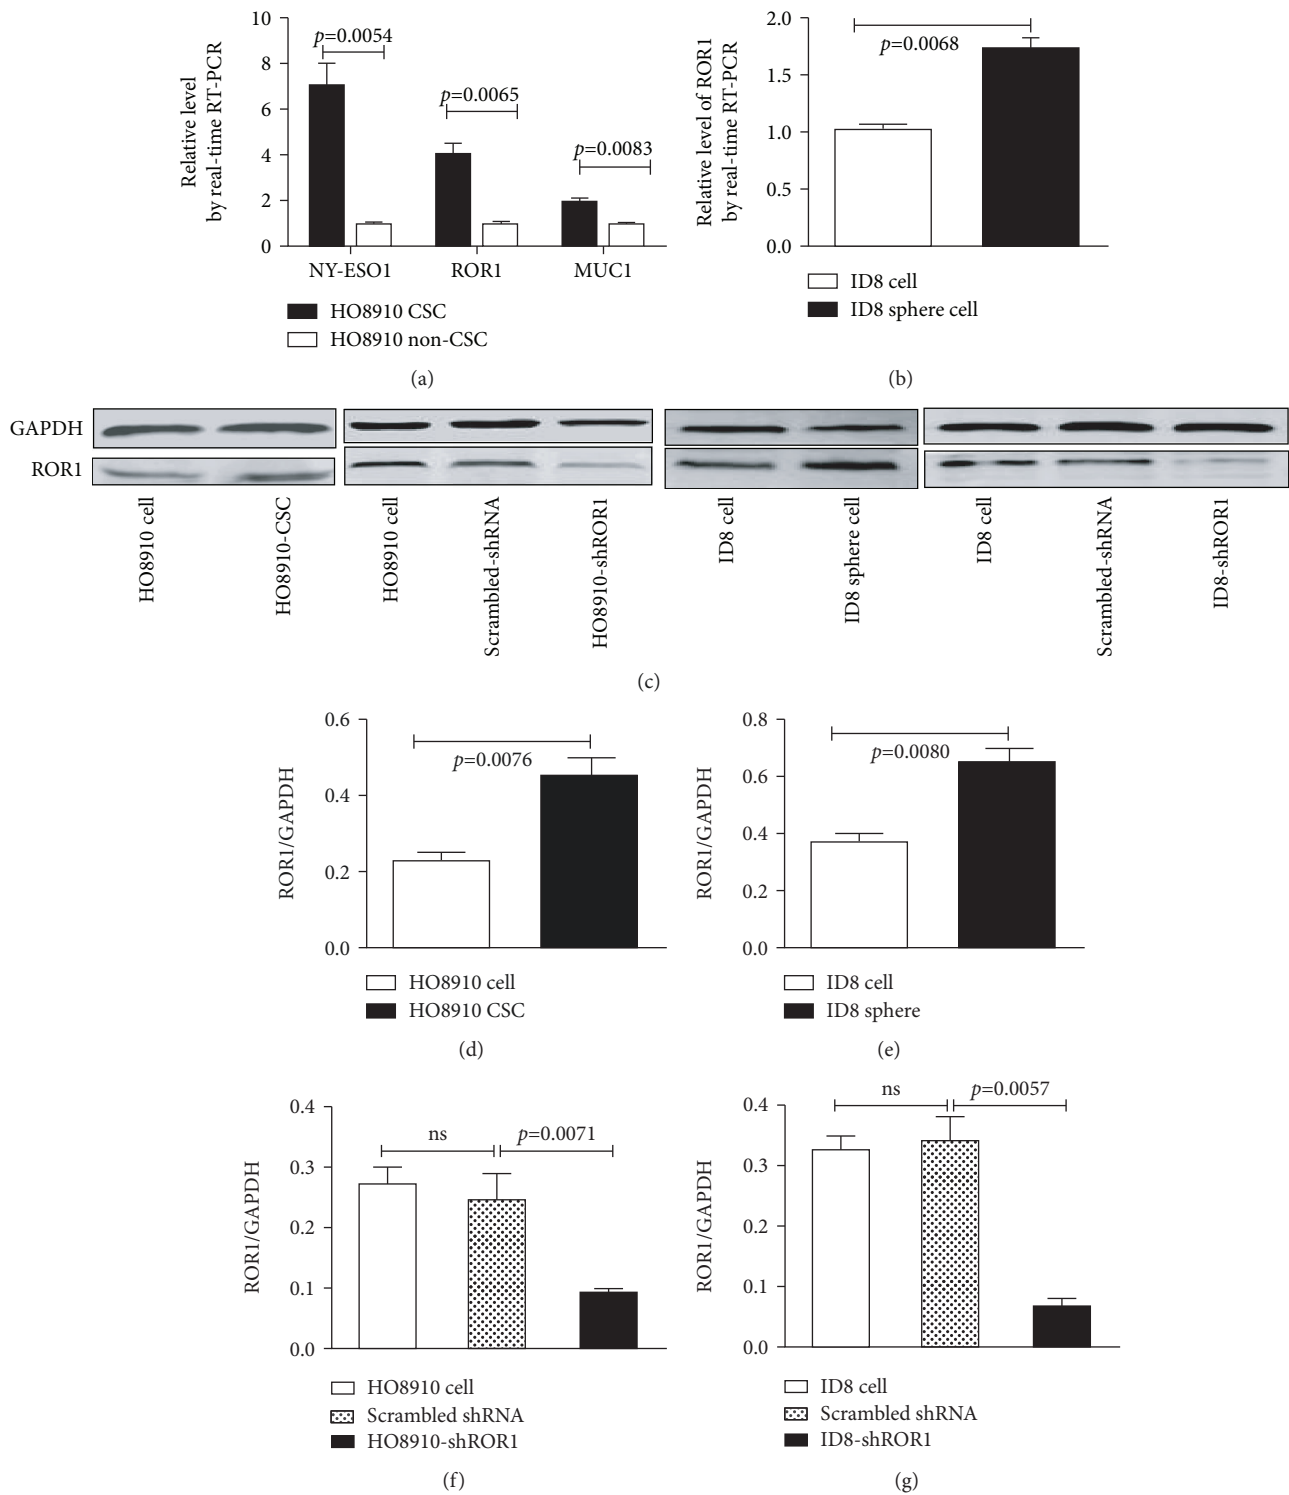 Relative level
by real-time RT-PCR
10
8
6
4
2
0
p=0.0054
p=0.0065
p=0.0083
NY-ESO1 ROR1 MUC1
HO8910 CSC
HO8910 non-CSC
(a)
Relative level of ROR1
by real-time RT-PCR
2.0
1.5
1.0
0.5
0.0
p=0.0068
ID8 cell
ID8 sphere cell
(b)
GAPDH
ROR1
HO8910 cell
HO8910-CSC
HO8910 cell
Scrambled-shRNA
HO8910-shROR1
ID8 cell
ID8 sphere cell
ID8 cell
Scrambled-shRNA
ID8-shROR1
(c)
ROR1/GAPDH
0.6
0.4
0.2
0.0
p=0.0076
HO8910 cell
HO8910 CSC
(d)
ROR1/GAPDH
0.8
0.6
0.4
0.2
0.0
p=0.0080
ID8 cell
ID8 sphere
(e)
ROR1/GAPDH
0.4
0.3
0.2
0.1
0.0
ns
p=0.0071
HO8910 cell
Scrambled shRNA
HO8910-shROR1
(f)
ROR1/GAPDH
0.4
0.3
0.2
0.1
0.0
ns
p=0.0057
ID8 cell
Scrambled shRNA
ID8-shROR1
(g)